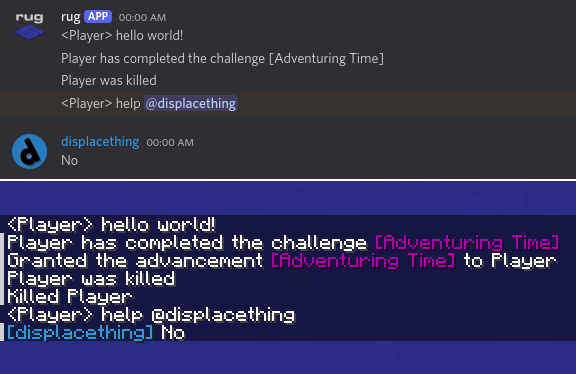 rug
rug APP 00:00 AM
<Player> hello world!
Player has completed the challenge [Adventuring Time]
Player was killed
<Player> help @displacething
displacething 00:00 AM
No
<Player> hello world!
Player has completed the challenge [Adventuring Time]
Granted the advancement [Adventuring Time] to Player
Player was killed
Killed Player
<Player> help @displacething
[displacething] No